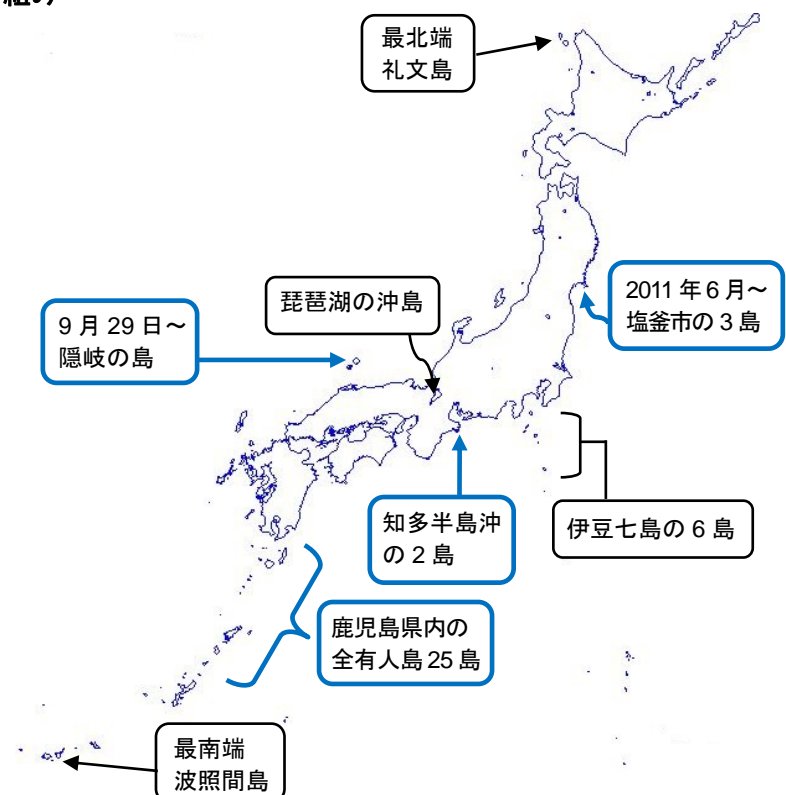 組み
最北端
礼文島
2011 年 6 月～
塩釜市の 3 島
琵琶湖の沖島
9 月 29 日～
隠岐の島
知多半島沖
の 2 島
伊豆七島の 6 島
鹿児島県内の
全有人島 25 島
最南端
波照間島